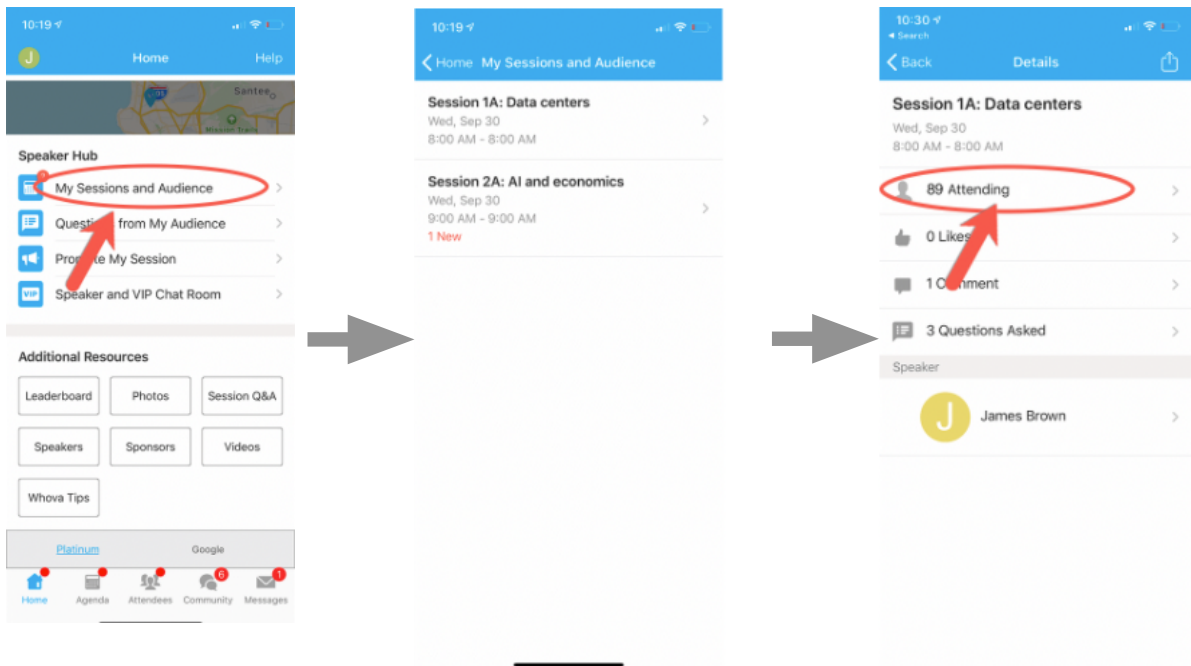 10:19
J
Home
Help
Santee
Mission Trails
Speaker Hub
My Sessions and Audience
Questions from My Audience
Promote My Session
VIP
Speaker and VIP Chat Room
Additional Resources
Leaderboard
Photos
Session Q&A
Speakers
Sponsors
Videos
Whova Tips
Platinum
Google
6
1
Home
Agenda
Attendees
Community
Messages
10:19
Home
My Sessions and Audience
Session 1A: Data centers
Wed, Sep 30
8:00 AM - 8:00 AM
Session 2A: AI and economics
Wed, Sep 30
9:00 AM - 9:00 AM
1 New
10:30
Search
Back
Details
Session 1A: Data centers
Wed, Sep 30
8:00 AM - 8:00 AM
89 Attending
0 Likes
1 Comment
3 Questions Asked
Speaker
J
James Brown